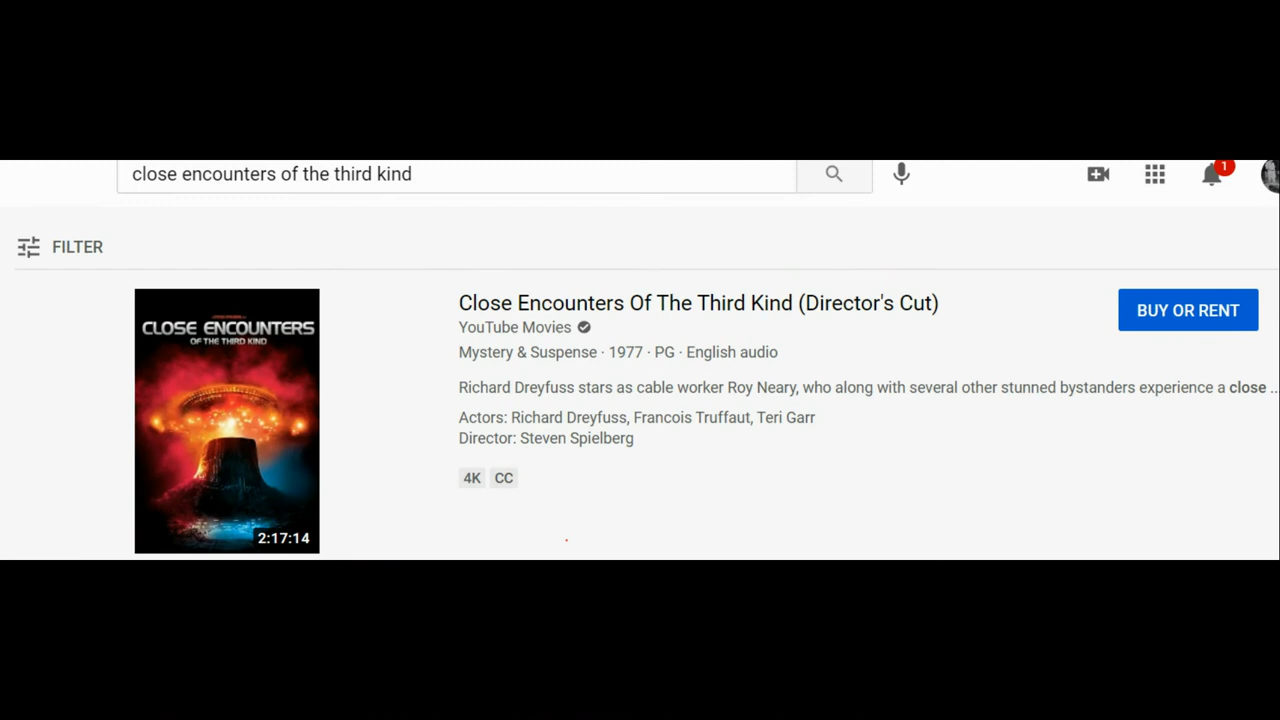 close encounters of the third kind
1
FILTER
CLOSE ENCOUNTERS
OF THE THIRD KIND
2:17:14
Close Encounters Of The Third Kind (Director's Cut)
YouTube Movies
Mystery & Suspense · 1977 · PG · English audio
Richard Dreyfuss stars as cable worker Roy Neary, who along with several other stunned bystanders experience a close ...
Actors: Richard Dreyfuss, Francois Truffaut, Teri Garr
Director: Steven Spielberg
4K CC
BUY OR RENT